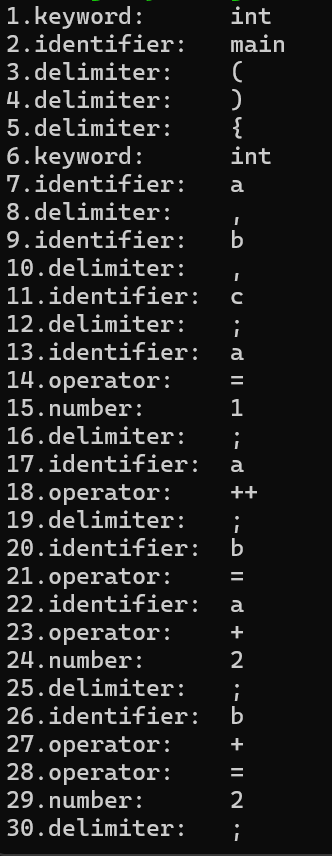 1.keyword: int
2.identifier: main
3.delimiter: (
4.delimiter: )
5.delimiter: {
6.keyword: int
7.identifier: a
8.delimiter: ,
9.identifier: b
10.delimiter: ,
11.identifier: c
12.delimiter: ;
13.identifier: a
14.operator: =
15.number: 1
16.delimiter: ;
17.identifier: a
18.operator: ++
19.delimiter: ;
20.identifier: b
21.operator: =
22.identifier: a
23.operator: +
24.number: 2
25.delimiter: ;
26.identifier: b
27.operator: +
28.operator: =
29.number: 2
30.delimiter: ;